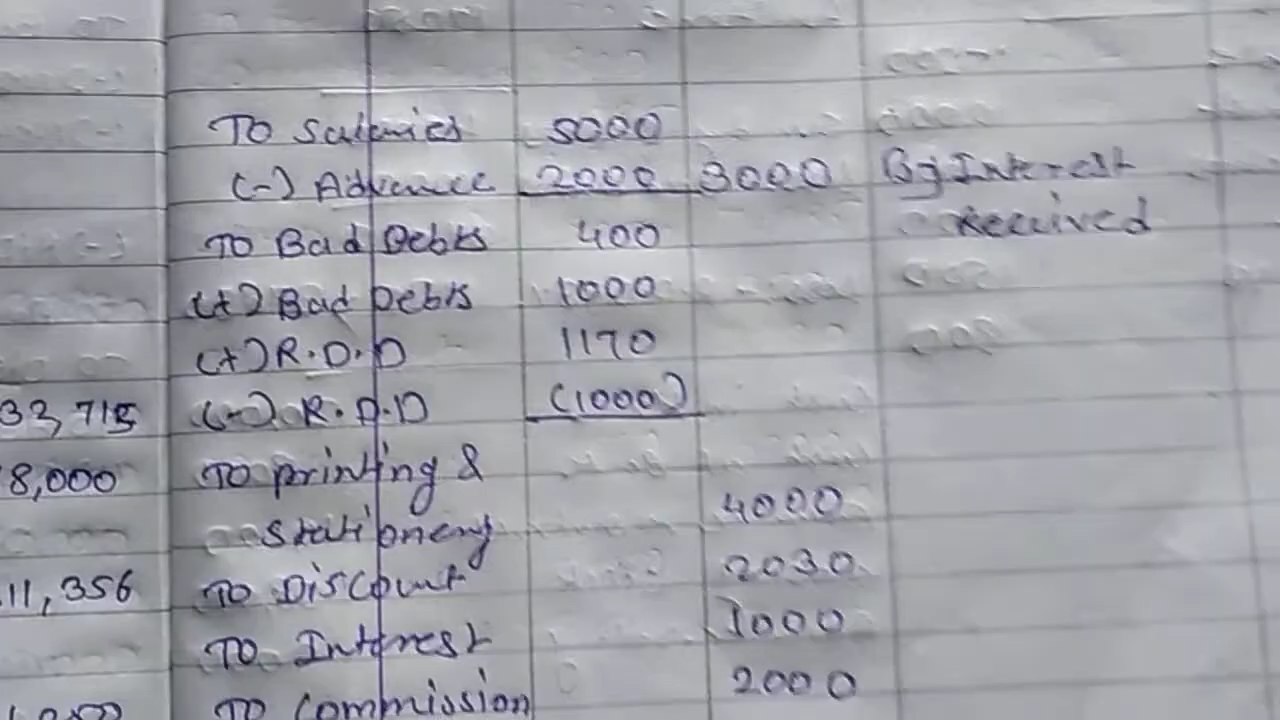 To Salaries 5000
(-) Advance 2000 3000 By Interest
Received
To Bad Debts 400
(+) Bad Debts 1000
(+) R.D.D 1170
33,715 (-) R.D.D (1000)
8,000 To printing &
stationery 4000
11,356 To Discount 2030
To Interest 1000
To Commission 2000